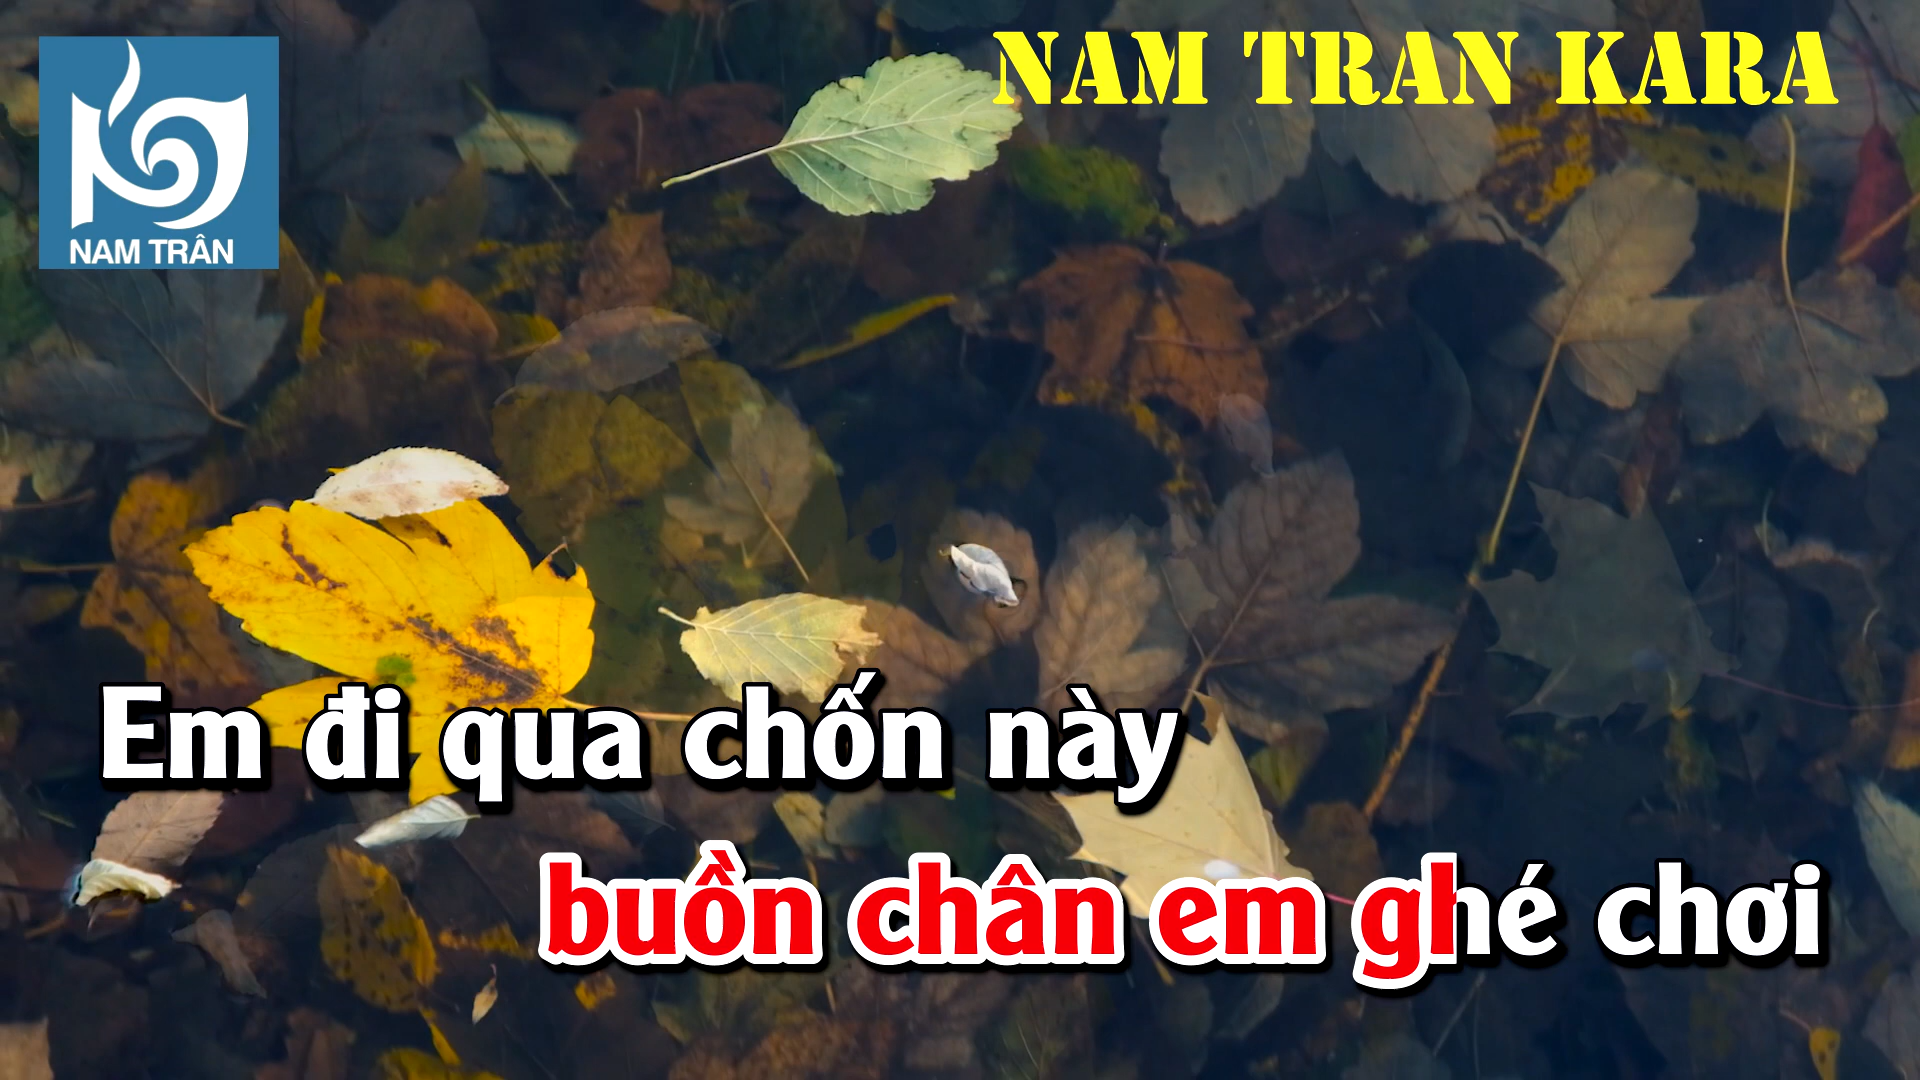 NAM TRAN KARA
NAM TRÂN
Em đi qua chốn này
buồn chân em ghé chơi